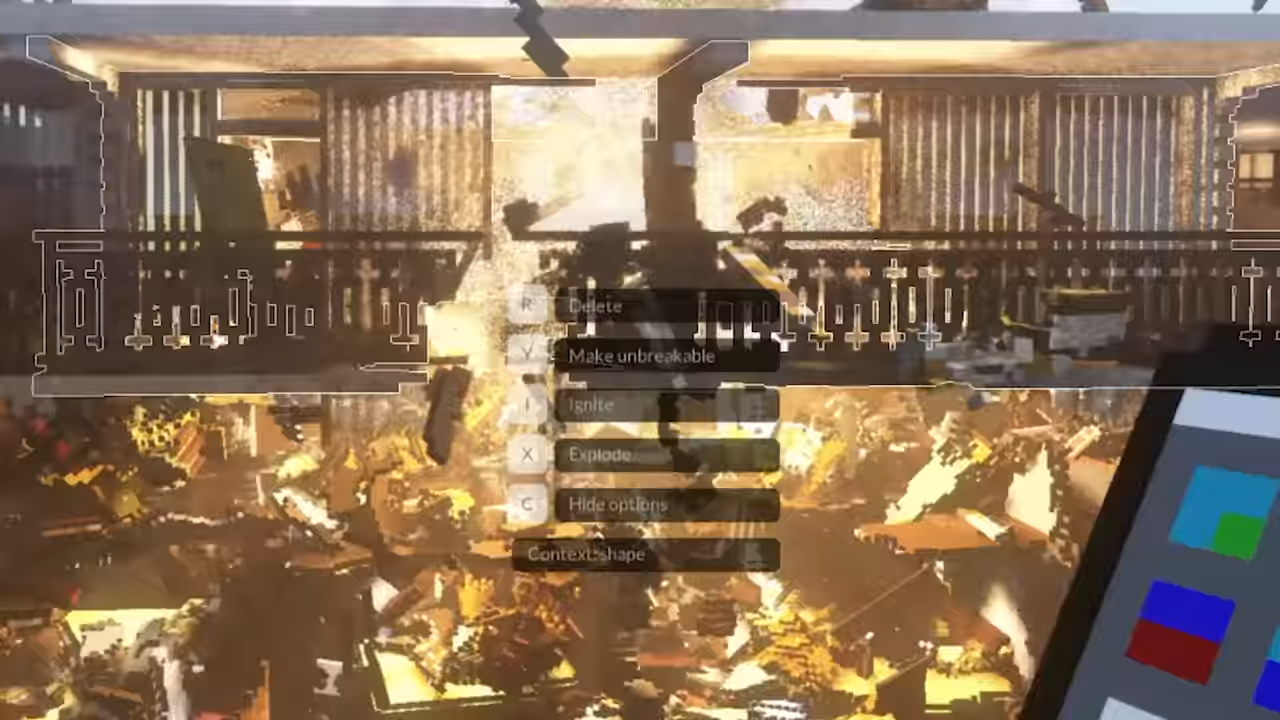 R Delete
Y Make unbreakable
I Ignite
X Explode
C Hide options
Context: shape